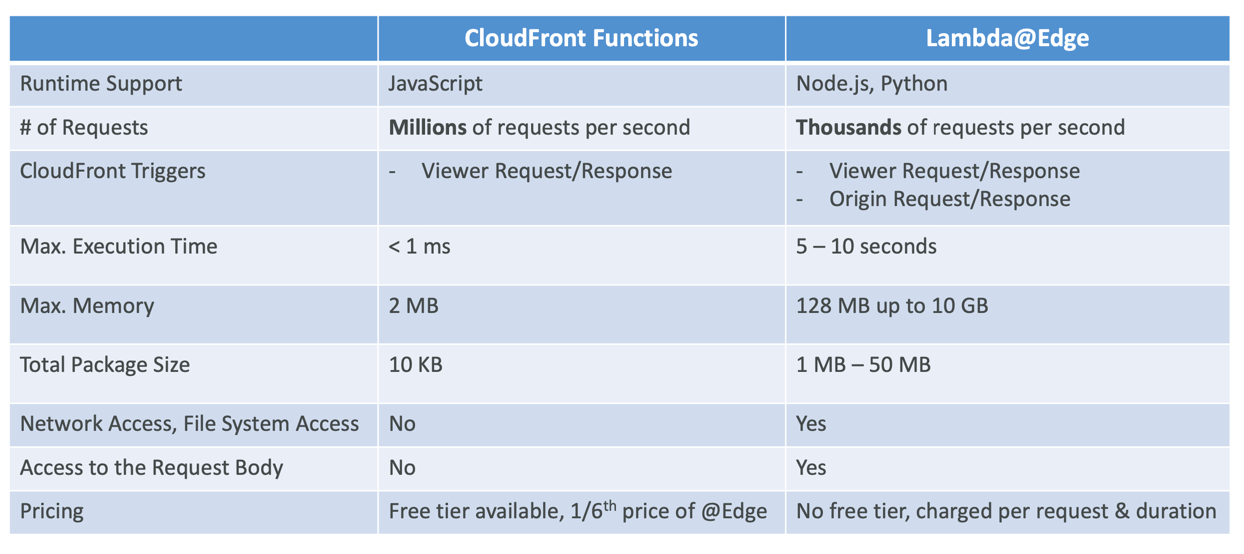 CloudFront Functions Lambda@Edge
Runtime Support JavaScript Node.js, Python
# of Requests Millions of requests per second Thousands of requests per second
CloudFront Triggers - Viewer Request/Response - Viewer Request/Response
- Origin Request/Response
Max. Execution Time < 1 ms 5 – 10 seconds
Max. Memory 2 MB 128 MB up to 10 GB
Total Package Size 10 KB 1 MB – 50 MB
Network Access, File System Access No Yes
Access to the Request Body No Yes
Pricing Free tier available, 1/6th price of @Edge No free tier, charged per request & duration